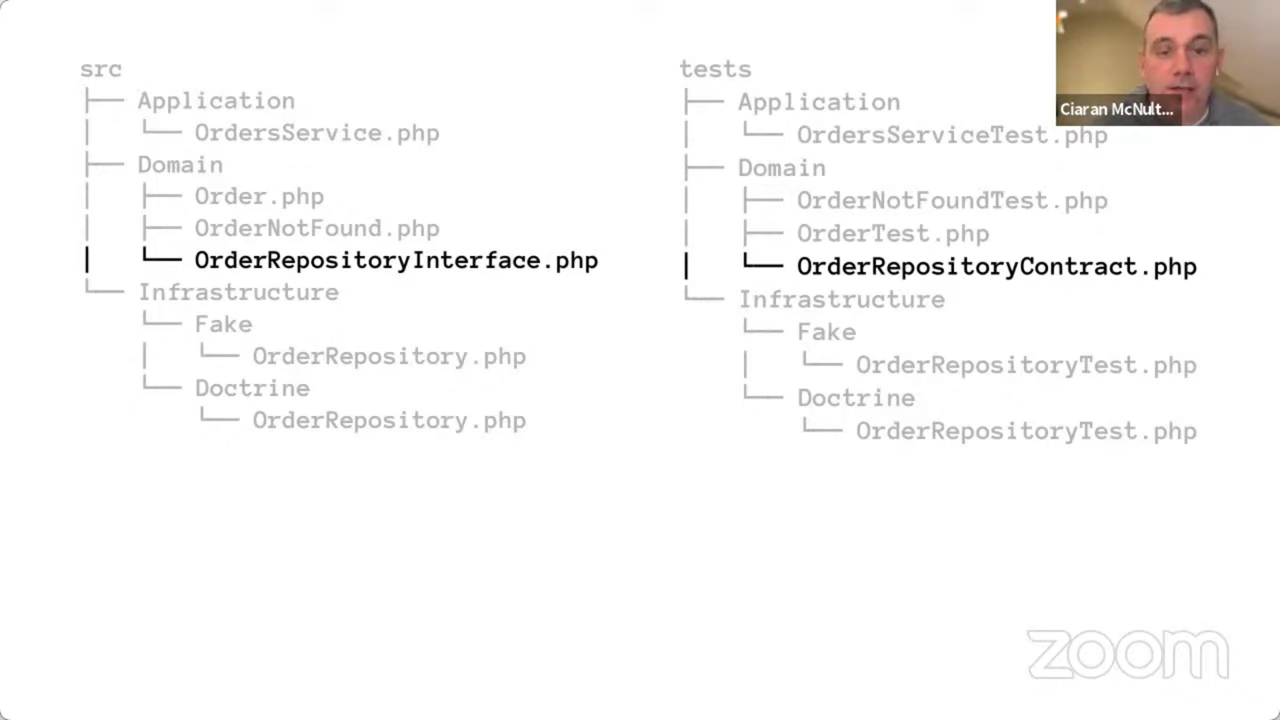 src
├── Application
│   └── OrdersService.php
├── Domain
│   ├── Order.php
│   ├── OrderNotFound.php
│   └── OrderRepositoryInterface.php
└── Infrastructure
    └── Fake
    │   └── OrderRepository.php
    └── Doctrine
        └── OrderRepository.php
tests
├── Application
│   └── OrdersServiceTest.php
├── Domain
│   ├── OrderNotFoundTest.php
│   ├── OrderTest.php
│   └── OrderRepositoryContract.php
└── Infrastructure
    └── Fake
    │   └── OrderRepositoryTest.php
    └── Doctrine
        └── OrderRepositoryTest.php
Ciaran McNult...
zoom